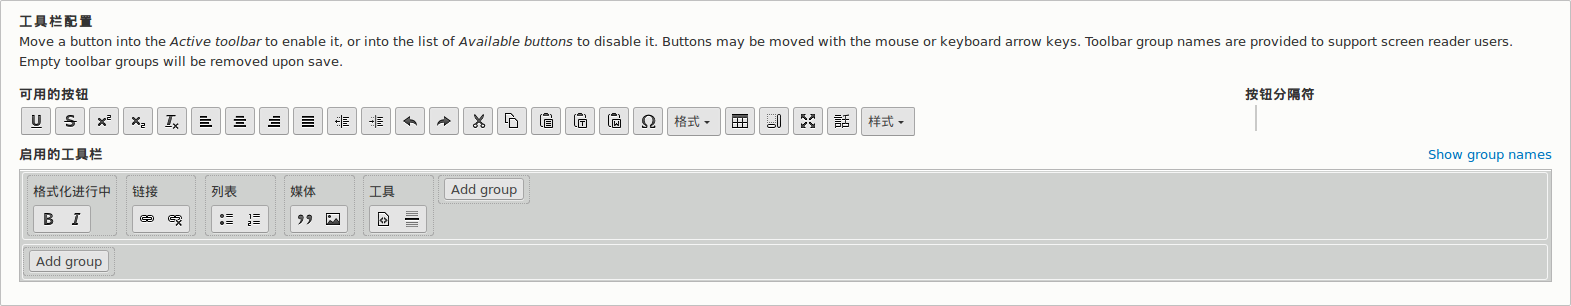 工具栏配置
Move a button into the Active toolbar to enable it, or into the list of Available buttons to disable it. Buttons may be moved with the mouse or keyboard arrow keys. Toolbar group names are provided to support screen reader users.
Empty toolbar groups will be removed upon save.
可用的按钮 按钮分隔符
U S x² x₂ Tx Ω 格式 样式
启用的工具栏 Show group names
格式化进行中 链接 列表 媒体 工具 Add group
B I
Add group